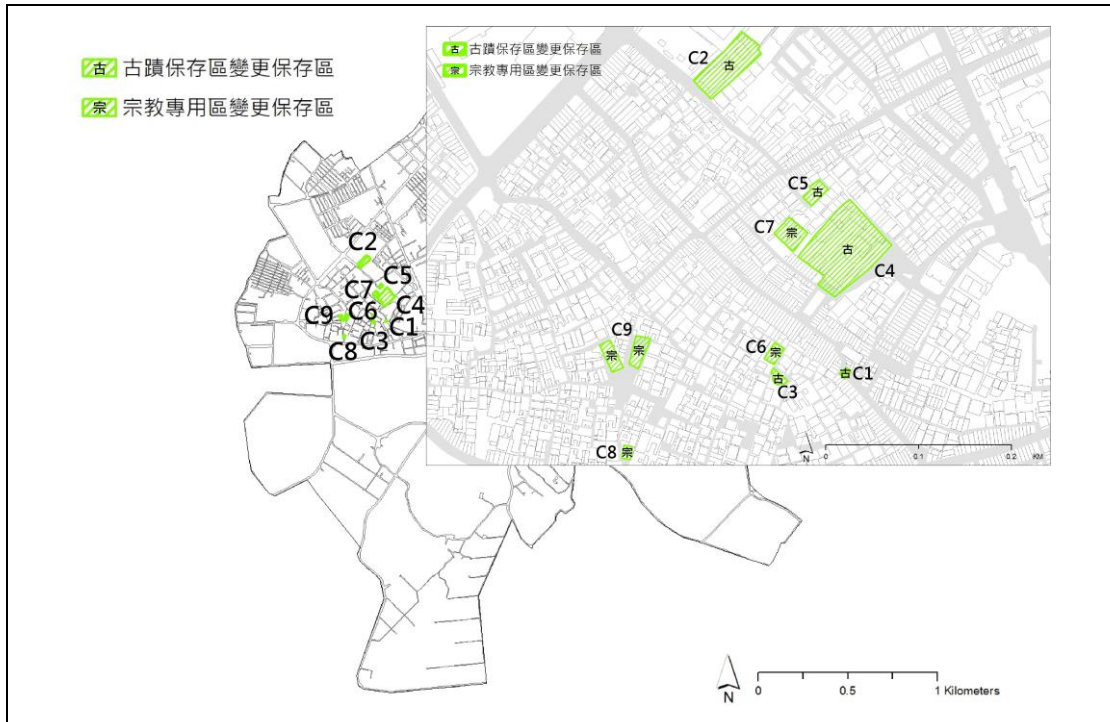 古 古蹟保存區變更保存區
宗 宗教專用區變更保存區
C2
C5
C7
C4
C9
C6
C1
C3
C8
N
0 0.5 1 Kilometers
古 古蹟保存區變更保存區
宗 宗教專用區變更保存區
C2 古
C5 古
C7 宗
古
C4
C9
宗 宗
C6 宗
古 C1
古
C3
C8 宗
N
0 0.1 0.2
KM